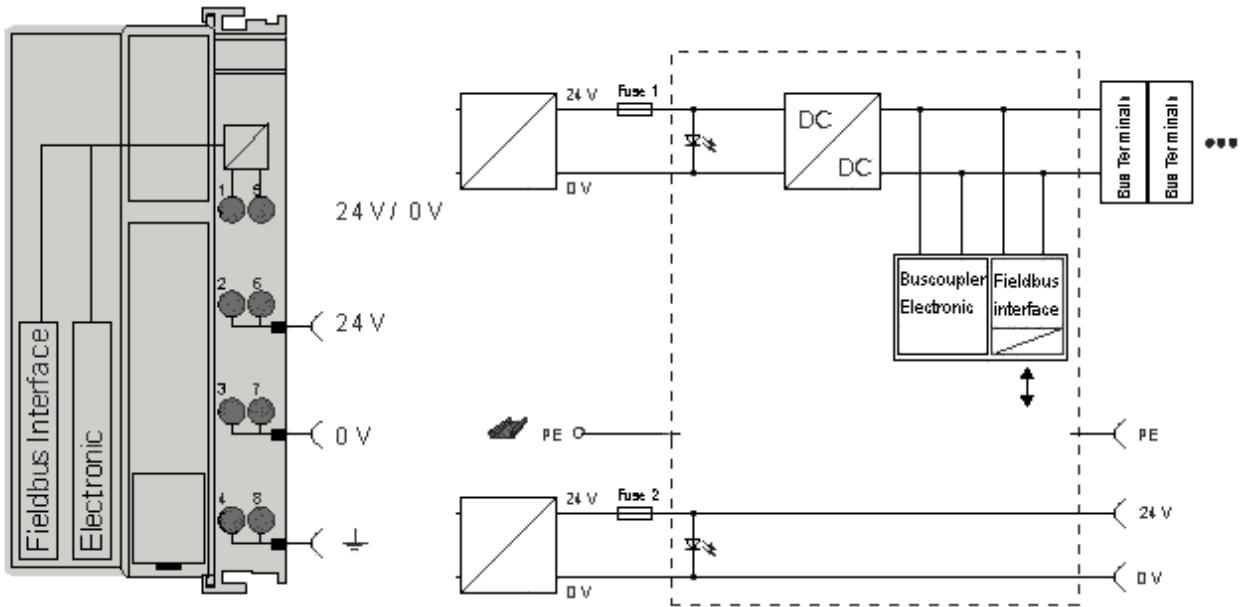 Fieldbus Interface
Electronic
1 5
24 V / 0 V
2 6
24 V
3 7
0 V
4 8
24 V
Fuse 1
0 V
DC
DC
Bus Terminals
Bus Terminals
Buscoupler
Electronic
Fieldbus
interface
PE
PE
24 V
Fuse 2
0 V
24 V
0 V